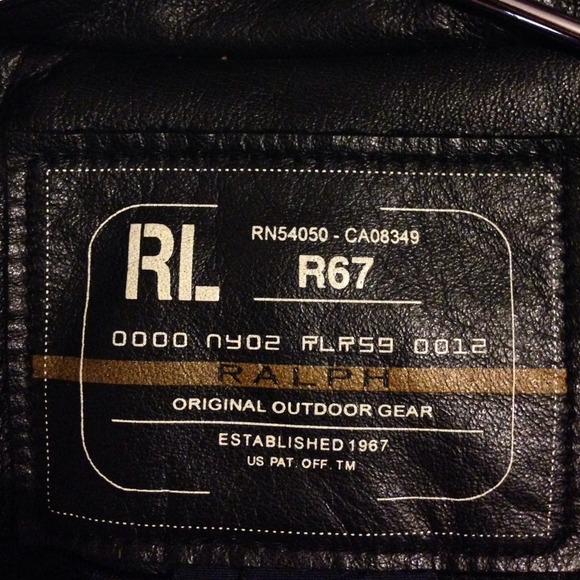 RL
RN54050 - CA08349
R67
0000 NY02 RLRS9 0012
RALPH
ORIGINAL OUTDOOR GEAR
ESTABLISHED 1967
US PAT. OFF. TM